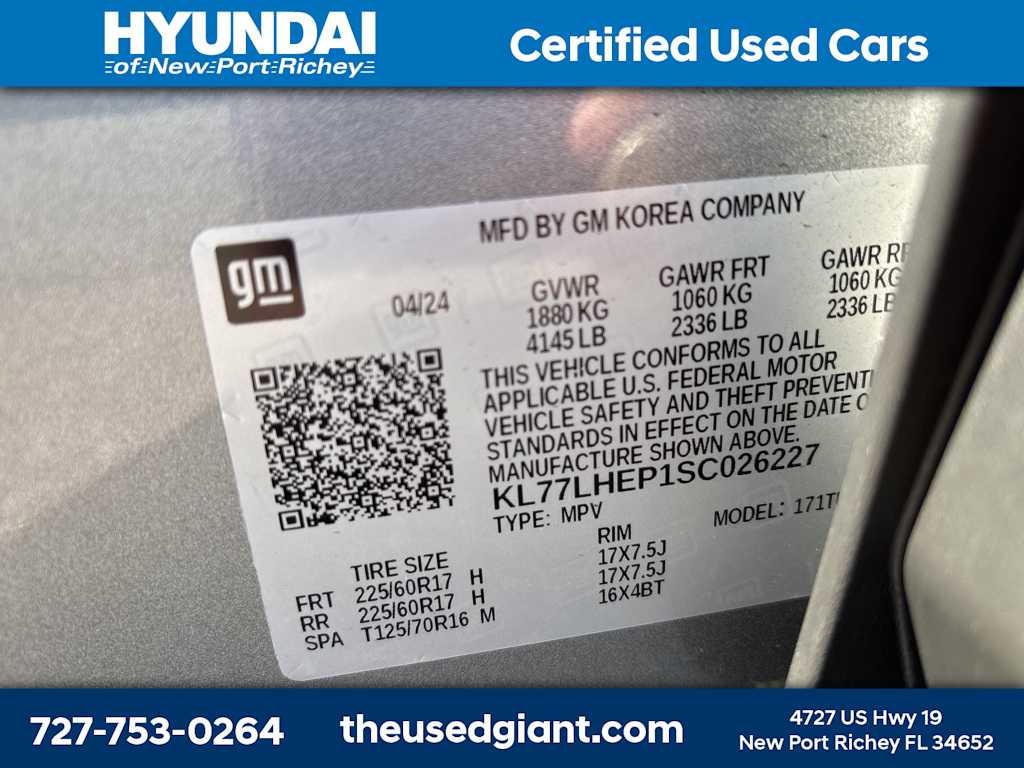 HYUNDAI
of New Port Richey
Certified Used Cars
MFD BY GM KOREA COMPANY
gm
04/24
GVWR
1880 KG
4145 LB
GAWR FRT
1060 KG
2336 LB
GAWR
1060 KG
2336 LB
THIS VEHICLE CONFORMS TO ALL
APPLICABLE U.S. FEDERAL MOTOR
VEHICLE SAFETY AND THEFT PREVENTI
STANDARDS IN EFFECT ON THE DATE O
MANUFACTURE SHOWN ABOVE.
KL77LHEP1SC026227
TYPE: MPV
MODEL: 171T
TIRE SIZE
RIM
FRT 225/60R17 H 17X7.5J
RR 225/60R17 H 17X7.5J
SPA T125/70R16 M 16X4BT
727-753-0264
theusedgiant.com
4727 US Hwy 19
New Port Richey FL 34652